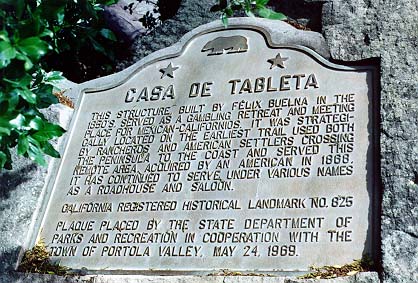 CASA DE TABLETA
THIS STRUCTURE BUILT BY FÉLIX BUELNA IN THE
1850'S SERVED AS A GAMBLING RETREAT AND MEETING
PLACE FOR MEXICAN-CALIFORNIOS. IT WAS STRATEGI-
CALLY LOCATED ON THE EARLIEST TRAIL USED BOTH
BY RANCHEROS AND AMERICAN SETTLERS CROSSING
THE PENINSULA TO THE COAST AND SERVED THIS
REMOTE AREA, ACQUIRED BY AN AMERICAN IN 1868,
IT HAS CONTINUED TO SERVE UNDER VARIOUS NAMES
AS A ROADHOUSE AND SALOON.
CALIFORNIA REGISTERED HISTORICAL LANDMARK NO. 825
PLAQUE PLACED BY THE STATE DEPARTMENT OF
PARKS AND RECREATION IN COOPERATION WITH THE
TOWN OF PORTOLA VALLEY, MAY 24, 1969.